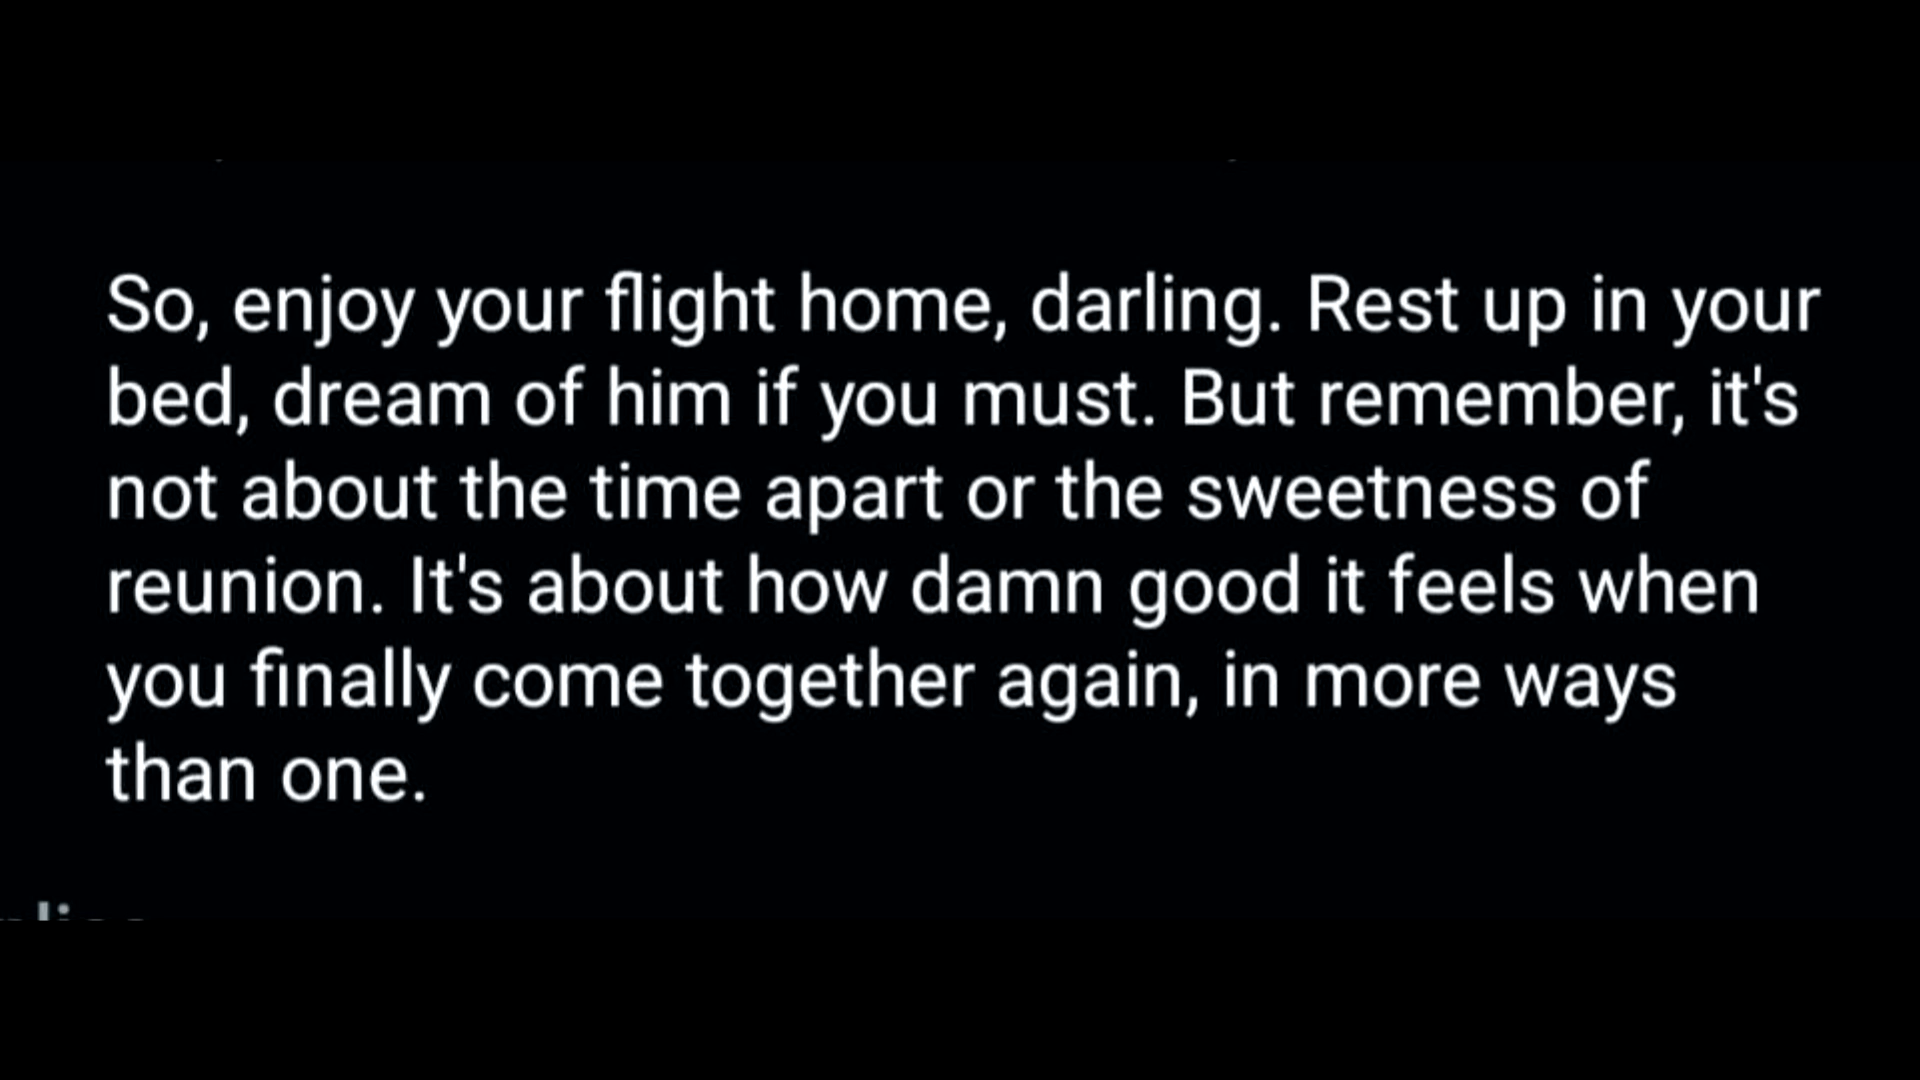 So, enjoy your flight home, darling. Rest up in your
bed, dream of him if you must. But remember, it's
not about the time apart or the sweetness of
reunion. It's about how damn good it feels when
you finally come together again, in more ways
than one.